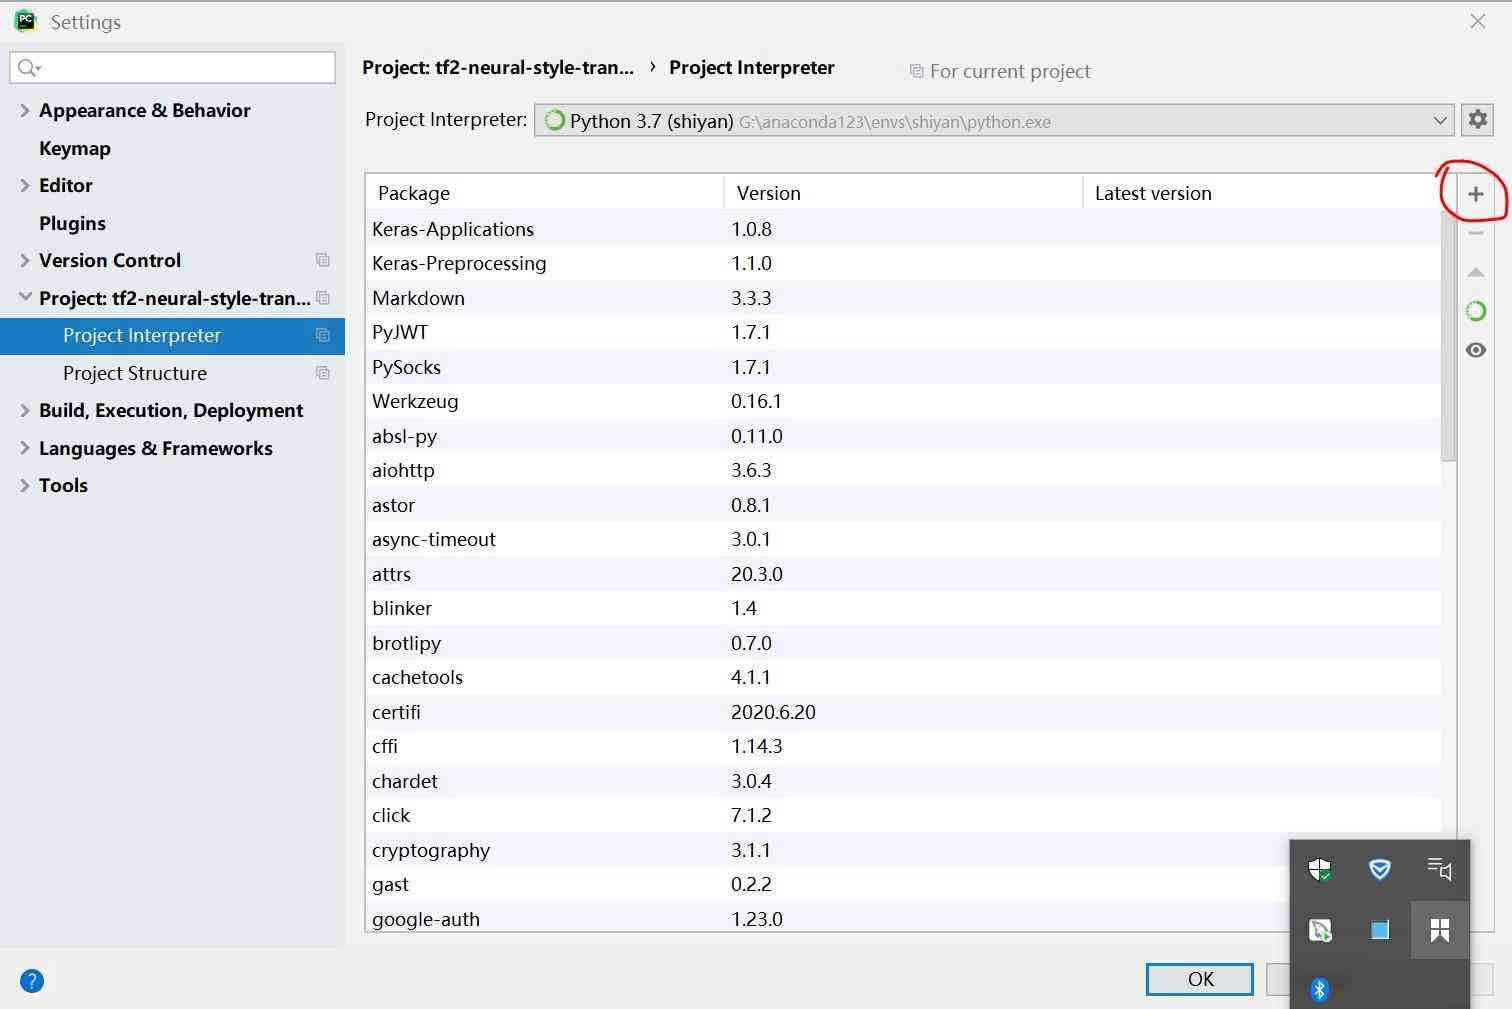 Settings
Project: tf2-neural-style-tran... › Project Interpreter For current project
Appearance & Behavior
Keymap
Editor
Plugins
Version Control
Project: tf2-neural-style-tran...
Project Interpreter
Project Structure
Build, Execution, Deployment
Languages & Frameworks
Tools
Project Interpreter: Python 3.7 (shiyan) G:\anaconda123\envs\shiyan\python.exe
Package Version Latest version
Keras-Applications 1.0.8
Keras-Preprocessing 1.1.0
Markdown 3.3.3
PyJWT 1.7.1
PySocks 1.7.1
Werkzeug 0.16.1
absl-py 0.11.0
aiohttp 3.6.3
astor 0.8.1
async-timeout 3.0.1
attrs 20.3.0
blinker 1.4
brotlipy 0.7.0
cachetools 4.1.1
certifi 2020.6.20
cffi 1.14.3
chardet 3.0.4
click 7.1.2
cryptography 3.1.1
gast 0.2.2
google-auth 1.23.0
OK